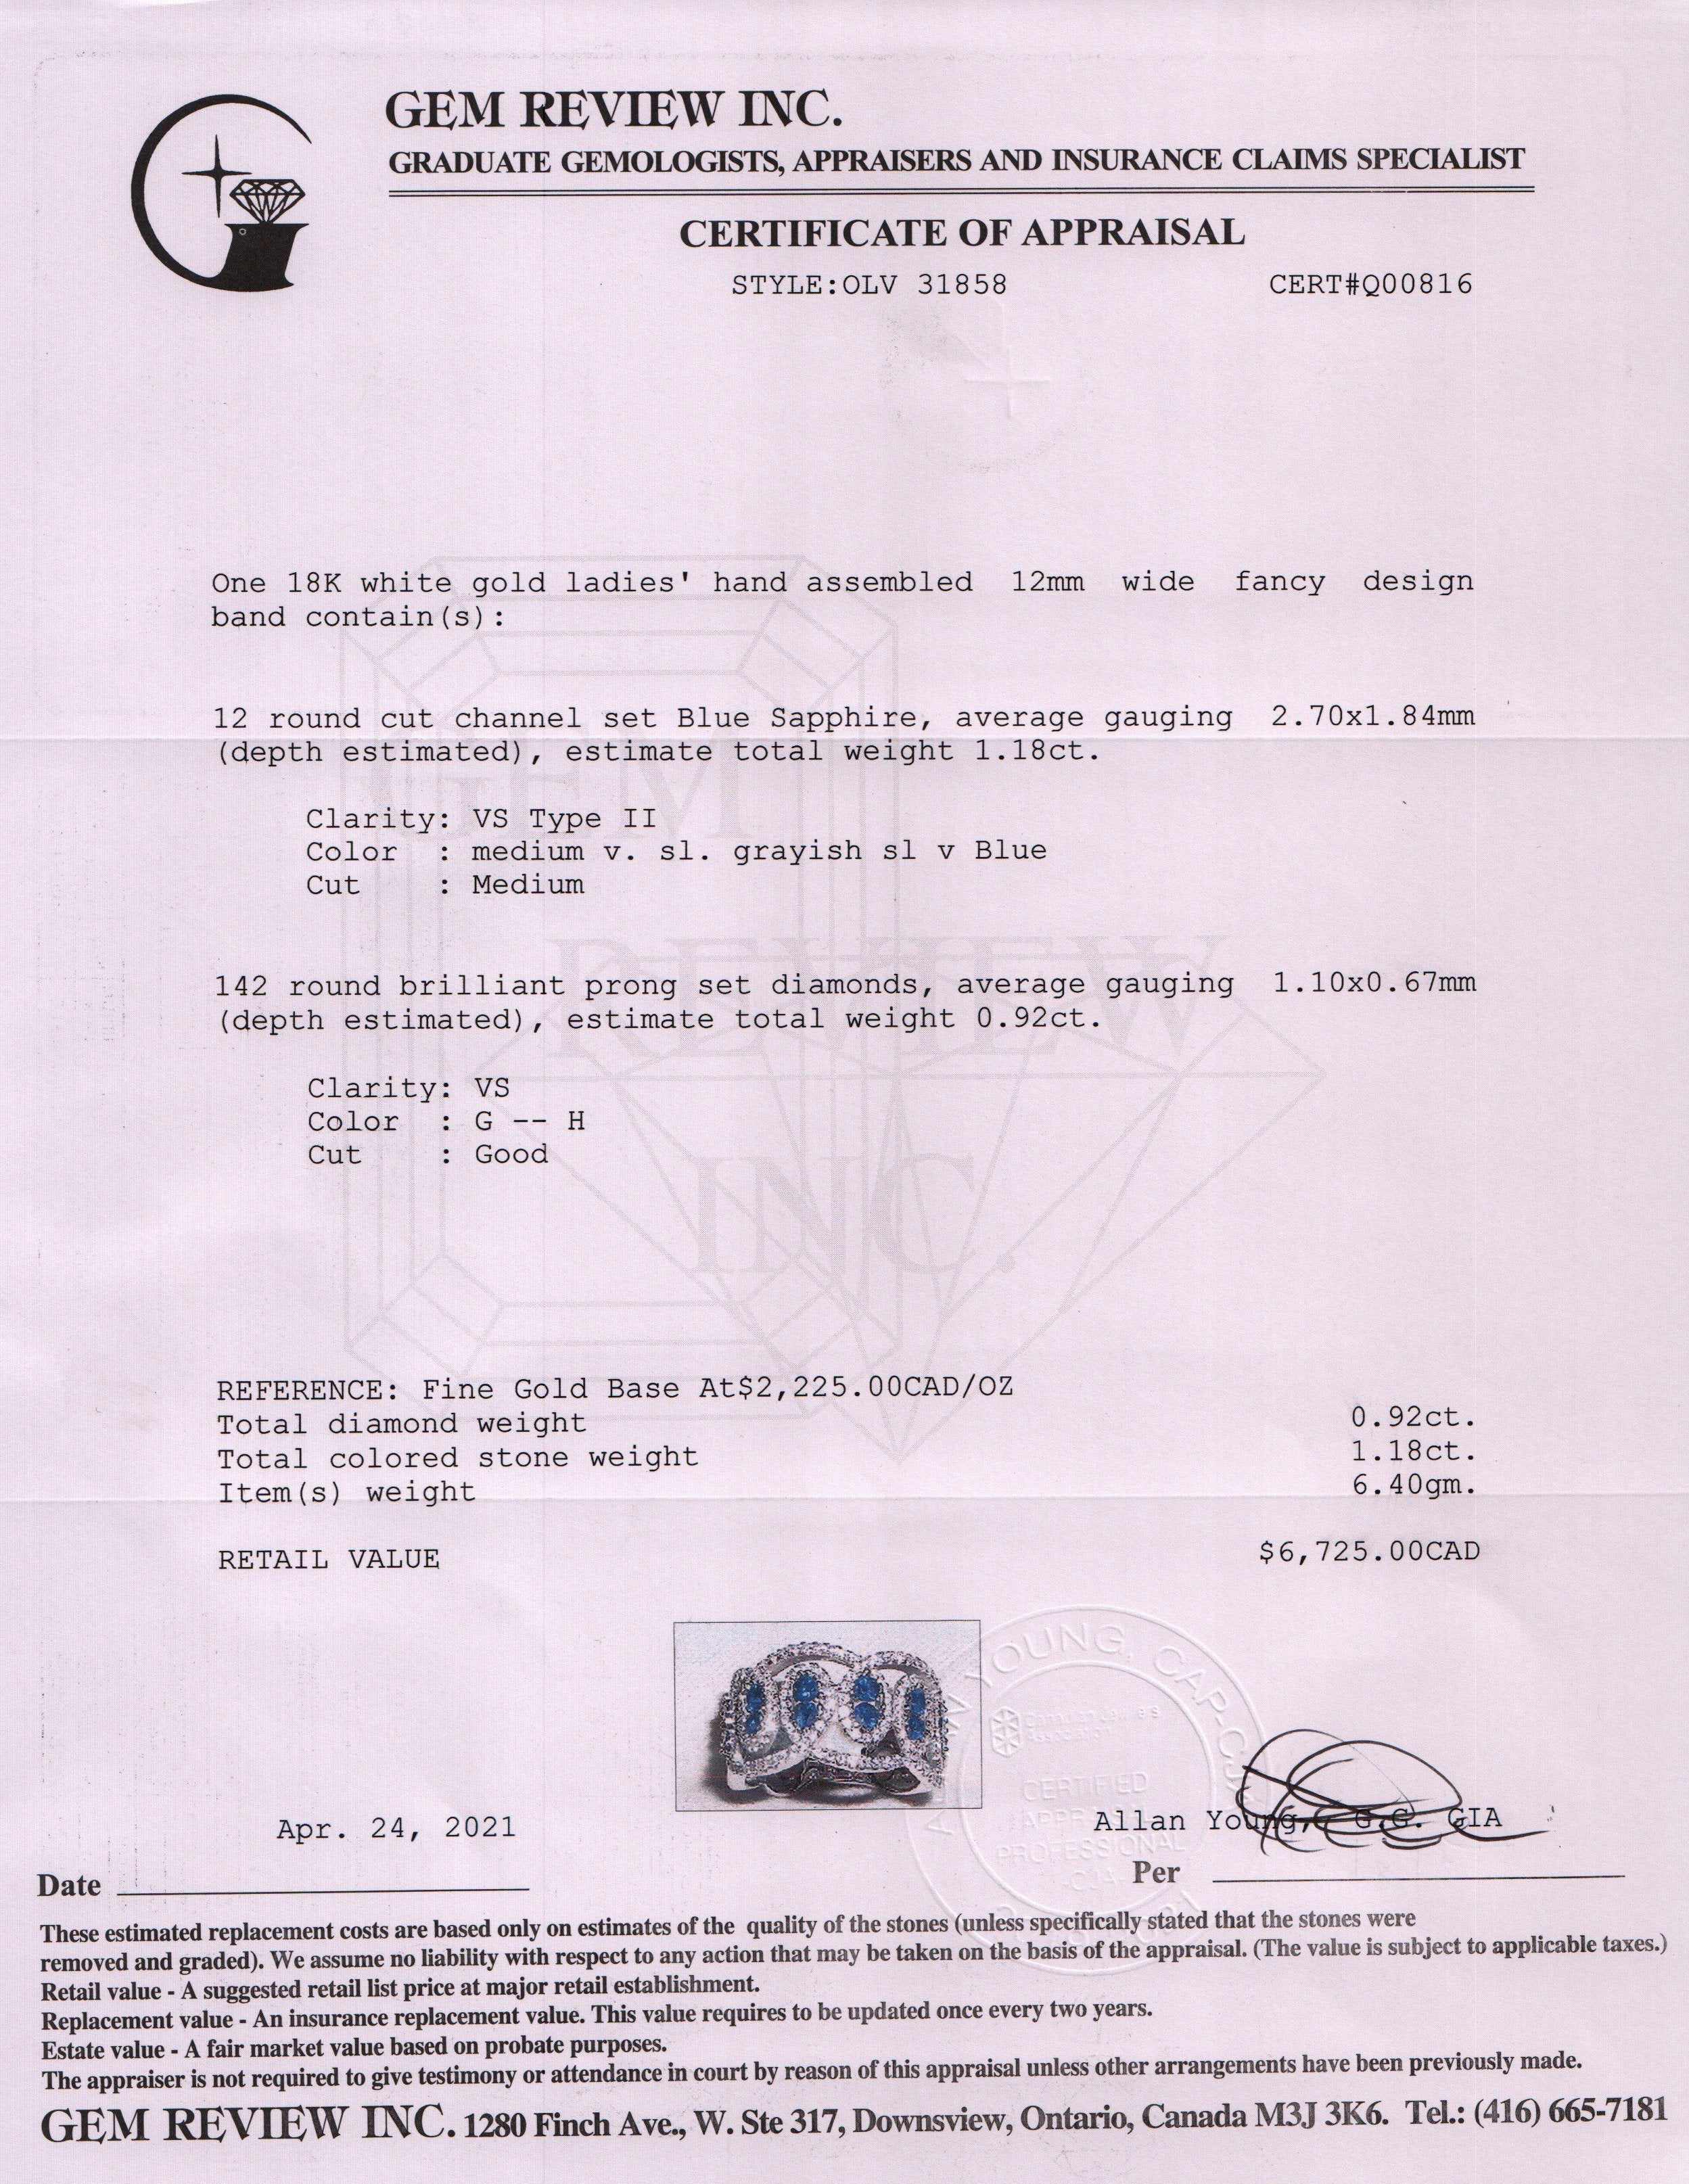 GEM REVIEW INC.
GRADUATE GEMOLOGISTS, APPRAISERS AND INSURANCE CLAIMS SPECIALIST
CERTIFICATE OF APPRAISAL
STYLE:OLV 31858 CERT#Q00816
One 18K white gold ladies' hand assembled 12mm wide fancy design
band contain(s):
12 round cut channel set Blue Sapphire, average gauging 2.70x1.84mm
(depth estimated), estimate total weight 1.18ct.
Clarity: VS Type II
Color : medium v. sl. grayish sl v Blue
Cut : Medium
142 round brilliant prong set diamonds, average gauging 1.10x0.67mm
(depth estimated), estimate total weight 0.92ct.
Clarity: VS
Color : G -- H
Cut : Good
GEM
REVIEW
INC.
REFERENCE: Fine Gold Base At$2,225.00CAD/OZ
Total diamond weight 0.92ct.
Total colored stone weight 1.18ct.
Item(s) weight 6.40gm.
RETAIL VALUE $6,725.00CAD
YOUNG, CAP-CJA
CERTIFIED
PROFESSIONAL
Apr. 24, 2021
Allan Young, G.G. GIA
Date
Per
These estimated replacement costs are based only on estimates of the quality of the stones (unless specifically stated that the stones were
removed and graded). We assume no liability with respect to any action that may be taken on the basis of the appraisal. (The value is subject to applicable taxes.)
Retail value - A suggested retail list price at major retail establishment.
Replacement value - An insurance replacement value. This value requires to be updated once every two years.
Estate value - A fair market value based on probate purposes.
The appraiser is not required to give testimony or attendance in court by reason of this appraisal unless other arrangements have been previously made.
GEM REVIEW INC. 1280 Finch Ave., W. Ste 317, Downsview, Ontario, Canada M3J 3K6. Tel.: (416) 665-7181